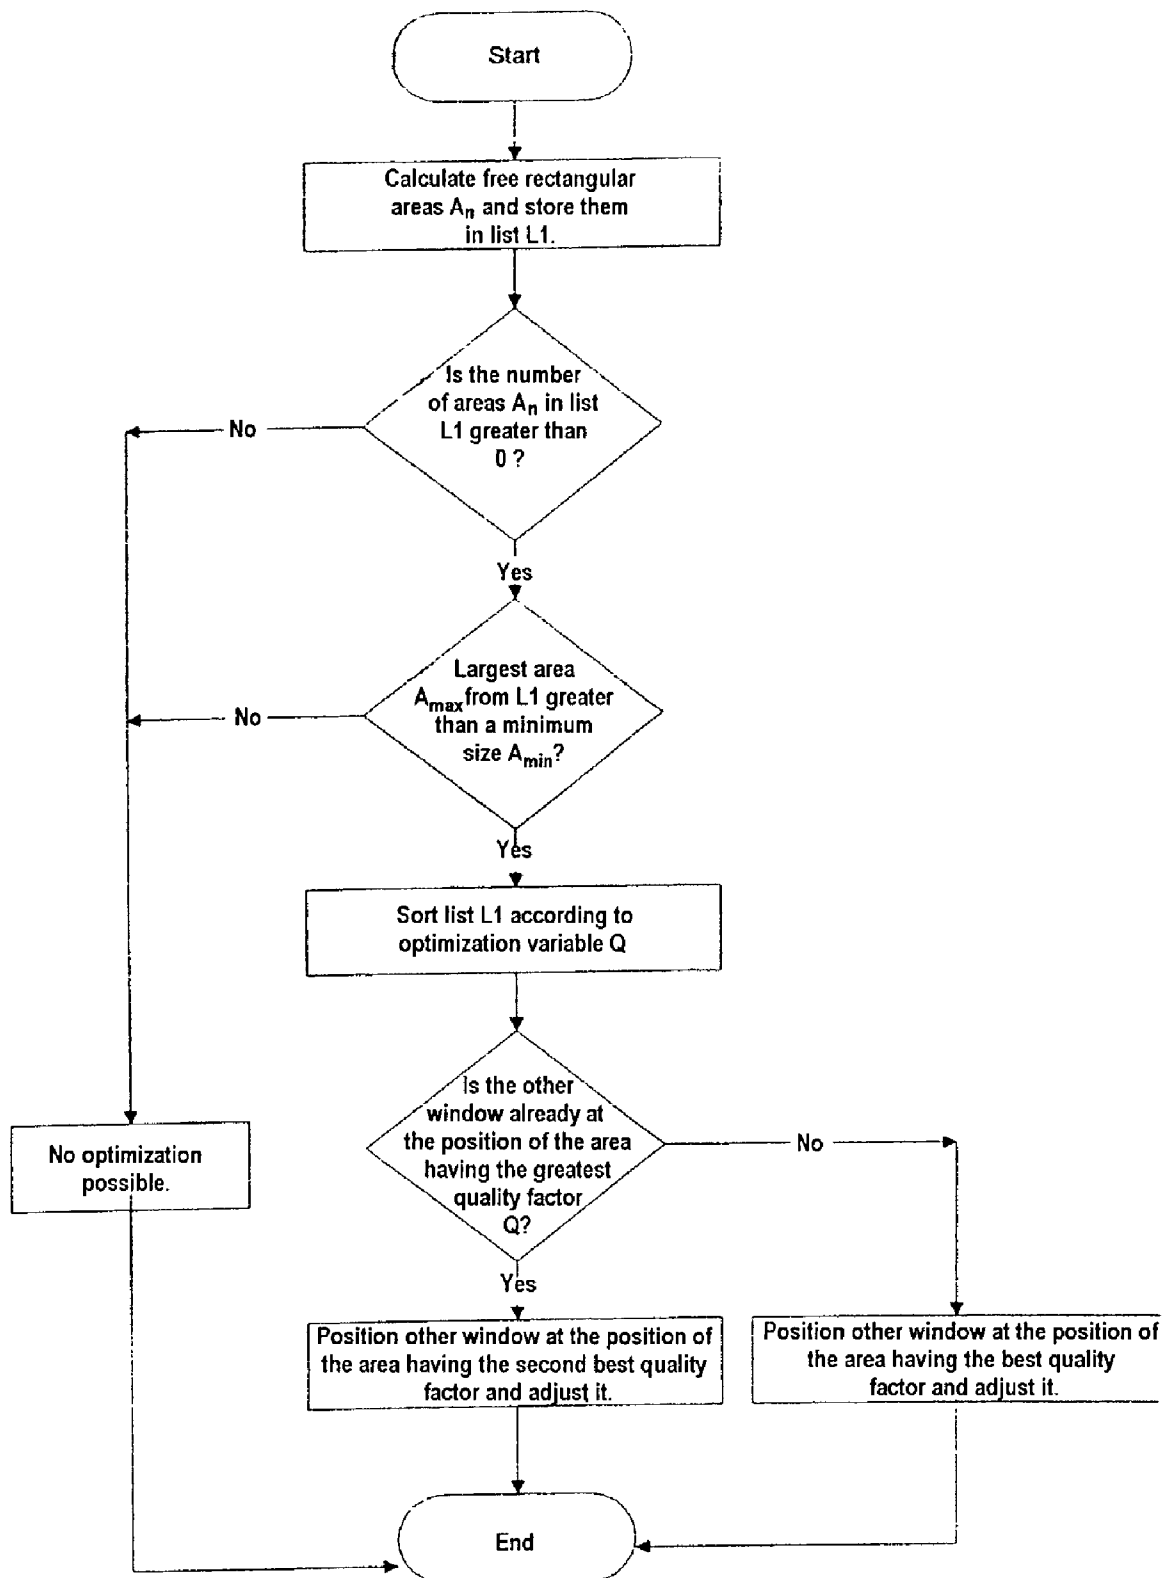 Start
Calculate free rectangular
areas An and store them
in list L1.
Is the number
of areas An in list
L1 greater than
0 ?
No
Yes
Largest area
Amax from L1 greater
than a minimum
size Amin?
No
Yes
Sort list L1 according to
optimization variable Q
Is the other
window already at
the position of the area
having the greatest
quality factor
Q?
No
Yes
No optimization
possible.
Position other window at the position of
the area having the second best quality
factor and adjust it.
Position other window at the position of
the area having the best quality
factor and adjust it.
End